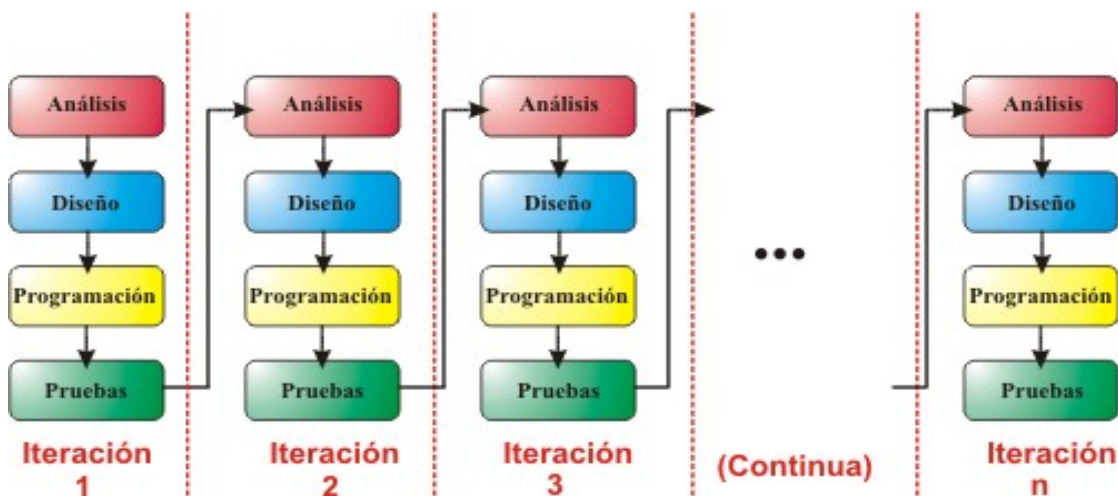 Análisis
Diseño
Programación
Pruebas
Iteración
1
Análisis
Diseño
Programación
Pruebas
Iteración
2
Análisis
Diseño
Programación
Pruebas
Iteración
3
...
(Continua)
Análisis
Diseño
Programación
Pruebas
Iteración
n